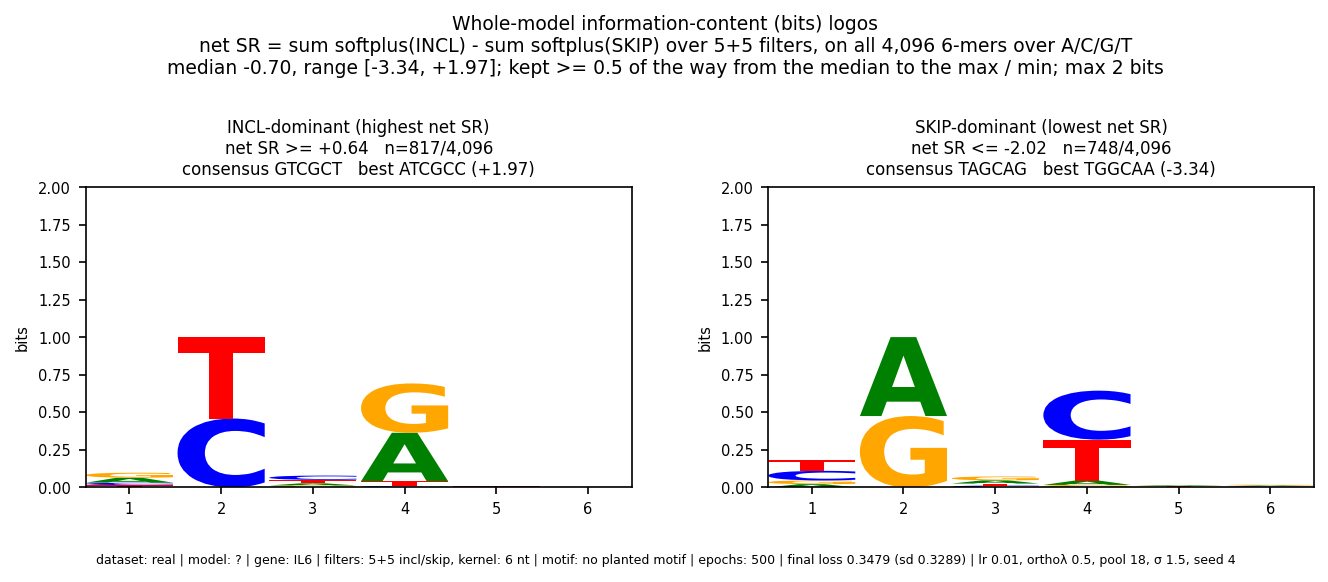 Whole-model information-content (bits) logos
net SR = sum softplus(INCL) - sum softplus(SKIP) over 5+5 filters, on all 4,096 6-mers over A/C/G/T
median -0.70, range [-3.34, +1.97]; kept >= 0.5 of the way from the median to the max / min; max 2 bits
INCL-dominant (highest net SR)
net SR >= +0.64   n=817/4,096
consensus GTCGCT   best ATCGCC (+1.97)
2.00
1.75
1.50
1.25
1.00
0.75
0.50
0.25
0.00
bits
T
C
G
A
1 2 3 4 5 6
SKIP-dominant (lowest net SR)
net SR <= -2.02   n=748/4,096
consensus TAGCAG   best TGGCAA (-3.34)
2.00
1.75
1.50
1.25
1.00
0.75
0.50
0.25
0.00
bits
A
G
C
T
1 2 3 4 5 6
dataset: real | model: ? | gene: IL6 | filters: 5+5 incl/skip, kernel: 6 nt | motif: no planted motif | epochs: 500 | final loss 0.3479 (sd 0.3289) | lr 0.01, orthoλ 0.5, pool 18, σ 1.5, seed 4